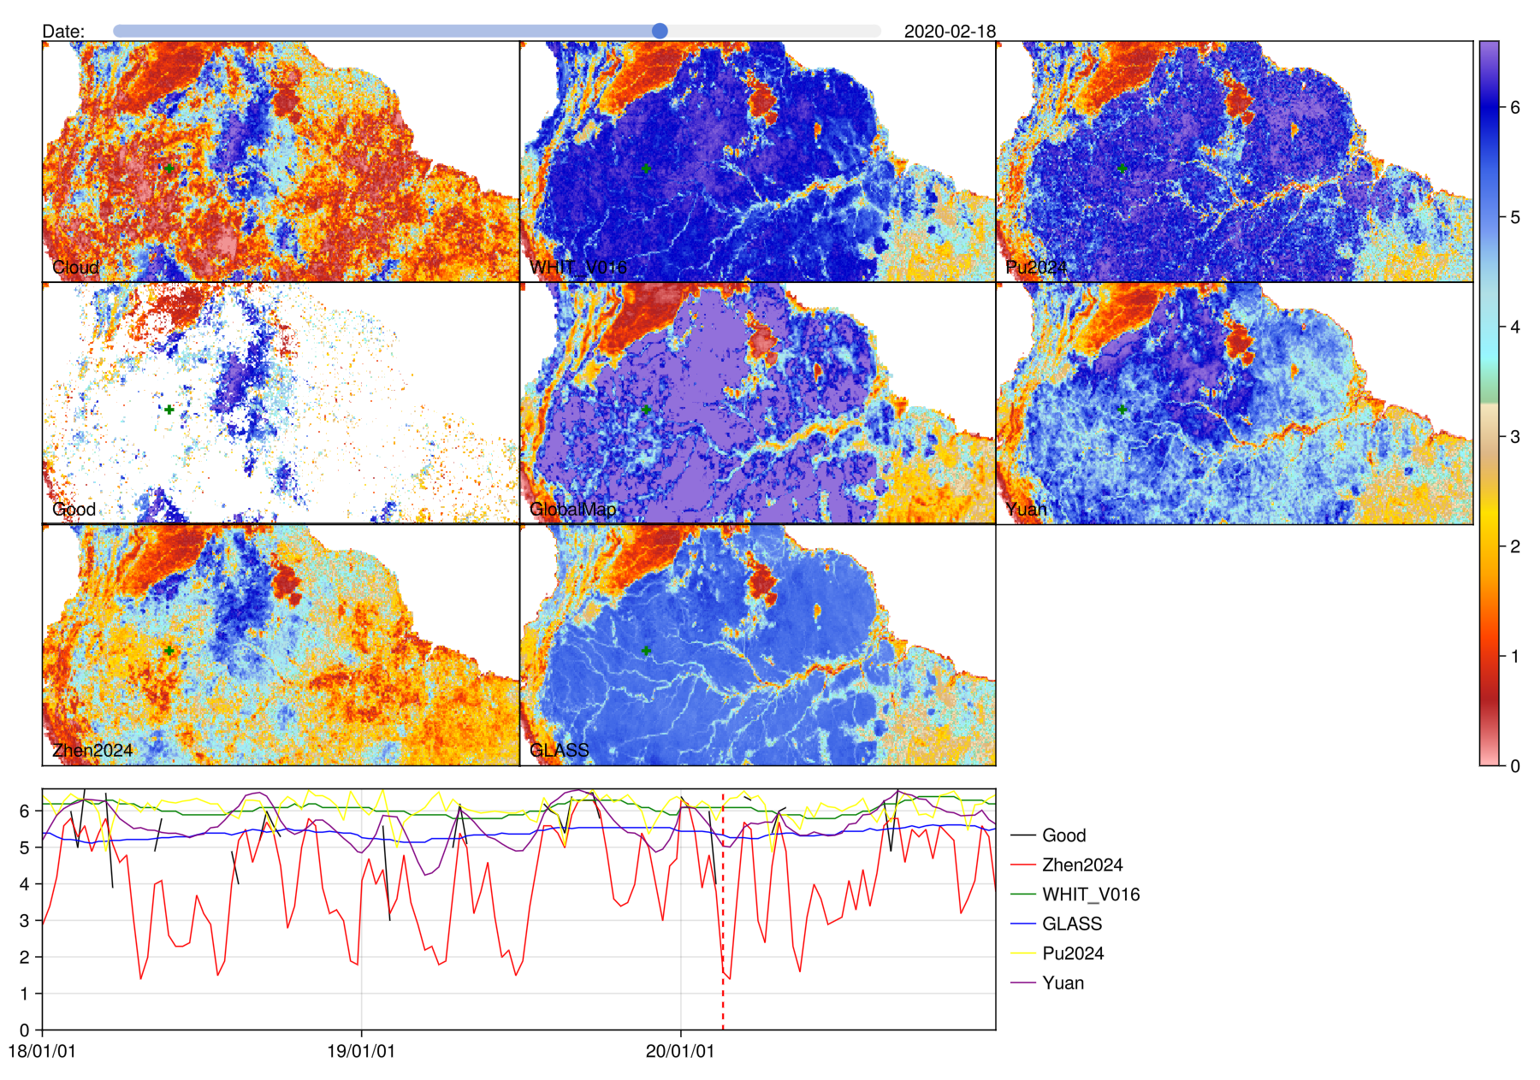 Date: 2020-02-18
Cloud
WHIT_V016
Pu2024
Good
GlobalMap
Yuan
Zhen2024
GLASS
6
5
4
3
2
1
0
6
5
4
3
2
1
0
18/01/01 19/01/01 20/01/01
Good
Zhen2024
WHIT_V016
GLASS
Pu2024
Yuan